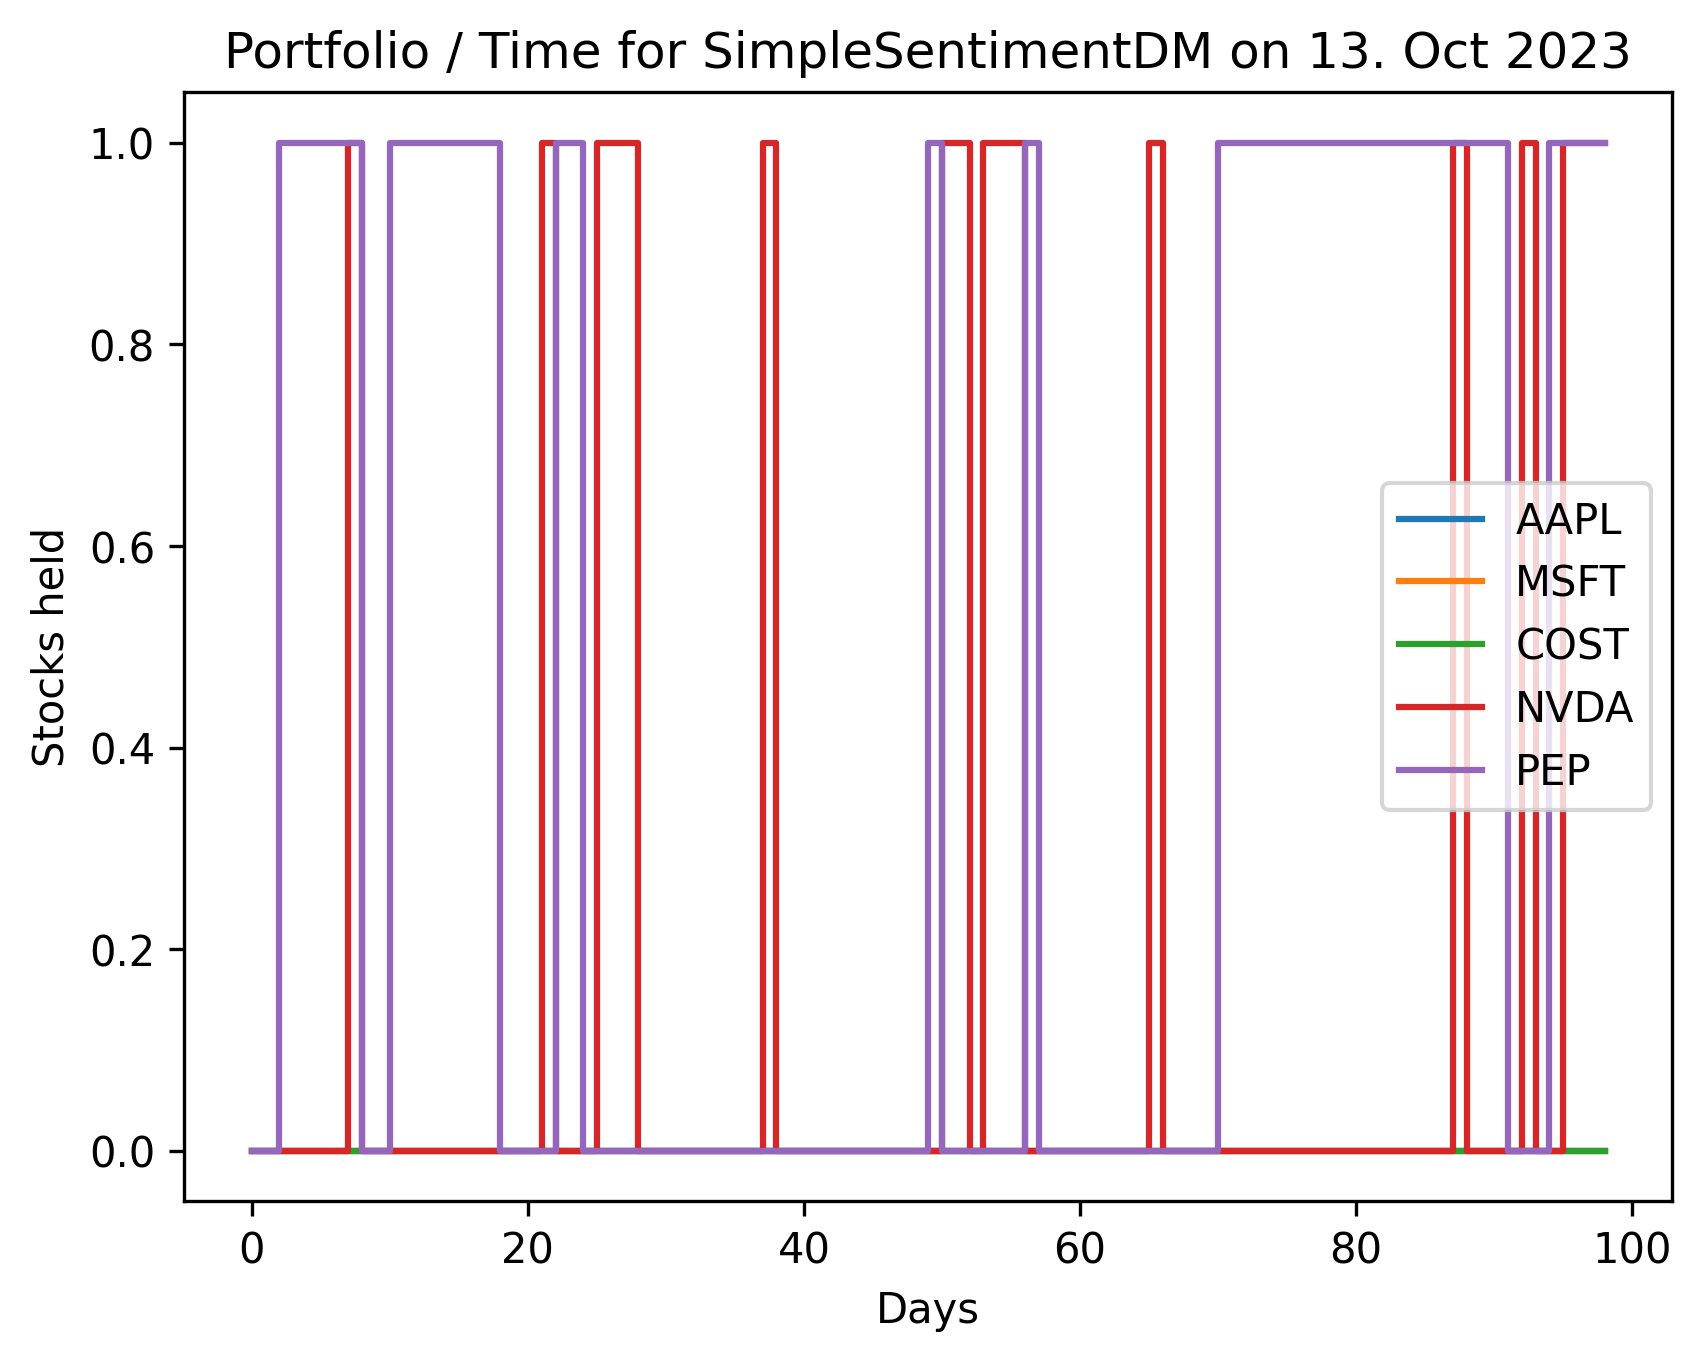 Portfolio / Time for SimpleSentimentDM on 13. Oct 2023
1.0
0.8
0.6
0.4
0.2
0.0
Stocks held
AAPL
MSFT
COST
NVDA
PEP
0 20 40 60 80 100
Days